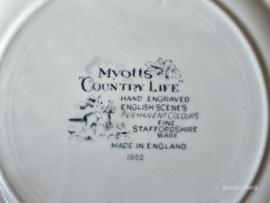 Myotts
"COUNTRY LIFE"
HAND ENGRAVED
ENGLISH SCENES
PERMANENT COLOURS
FINE
STAFFORDSHIRE
WARE
MADE IN ENGLAND
1982